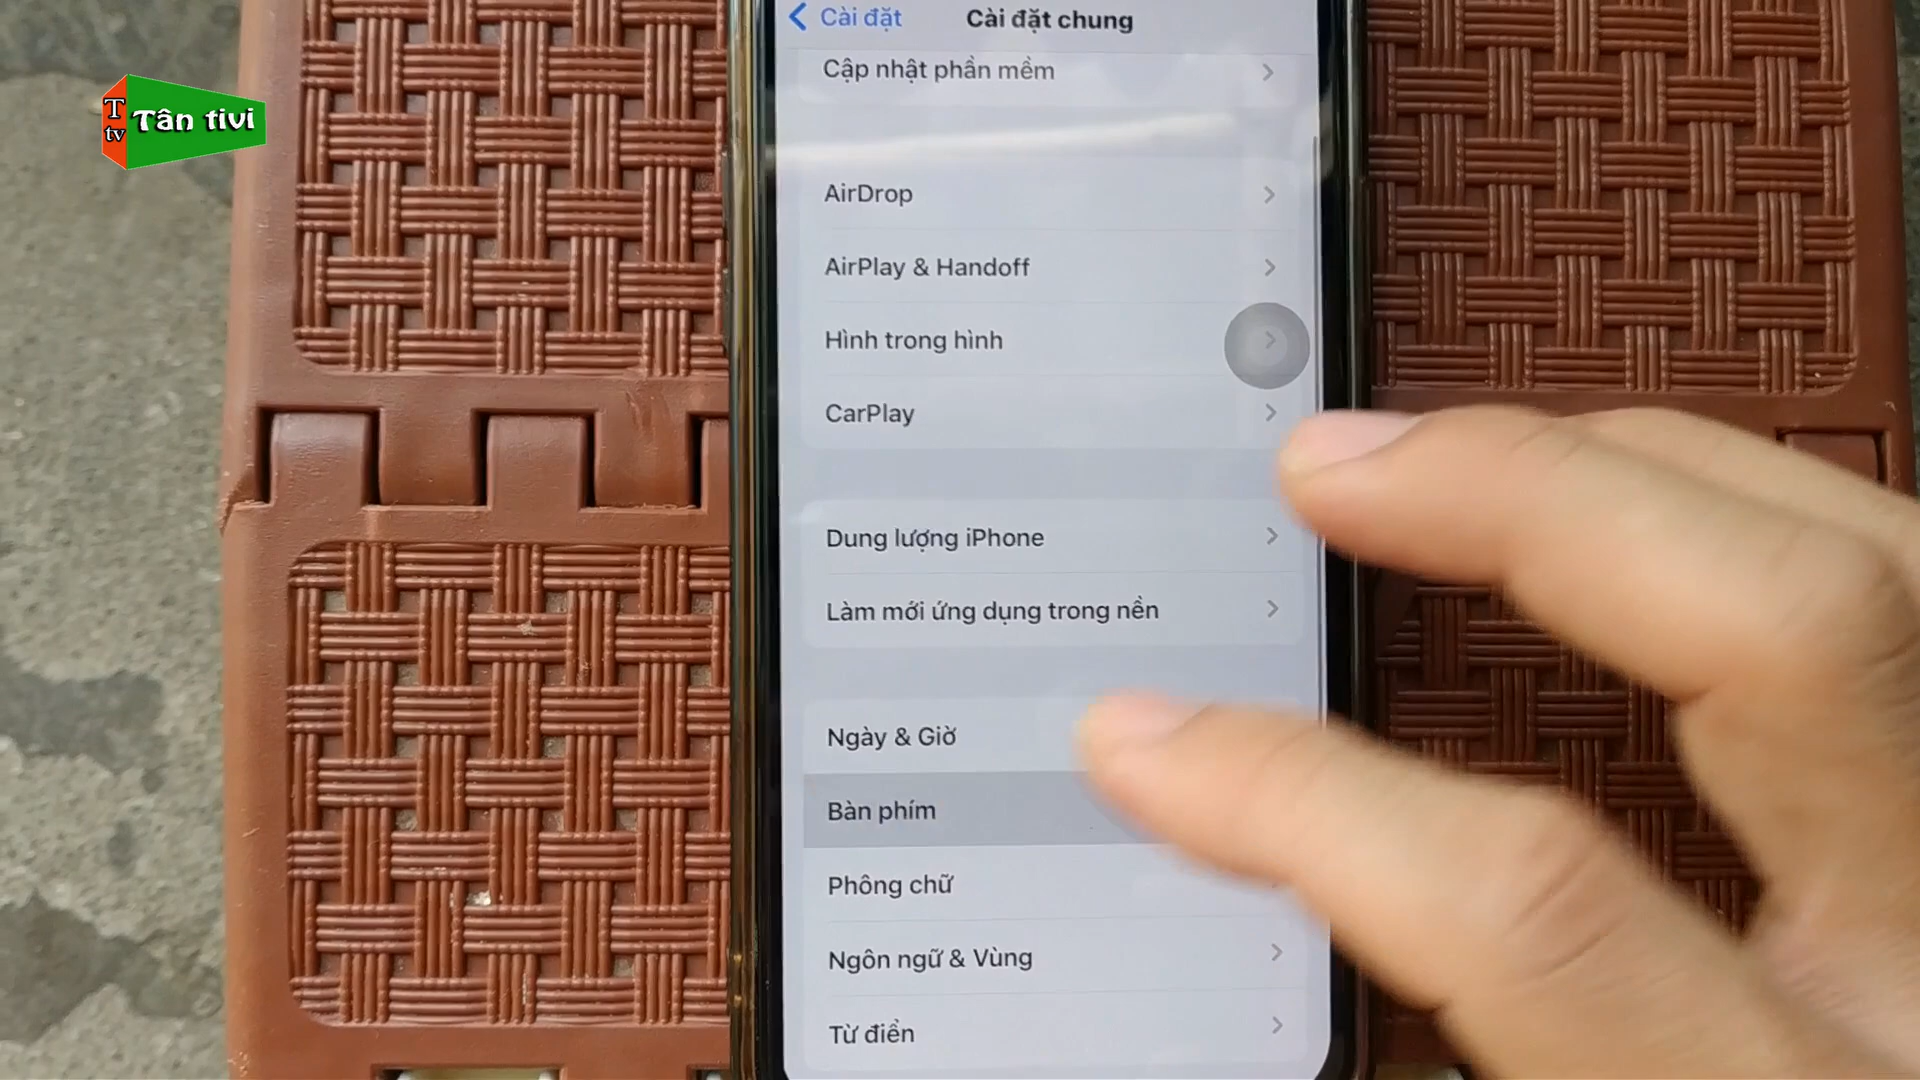 Cài đặt
Cài đặt chung
Cập nhật phần mềm
T
tv
Tân tivi
AirDrop
AirPlay & Handoff
Hình trong hình
CarPlay
Dung lượng iPhone
Làm mới ứng dụng trong nền
Ngày & Giờ
Bàn phím
Phông chữ
Ngôn ngữ & Vùng
Từ điển